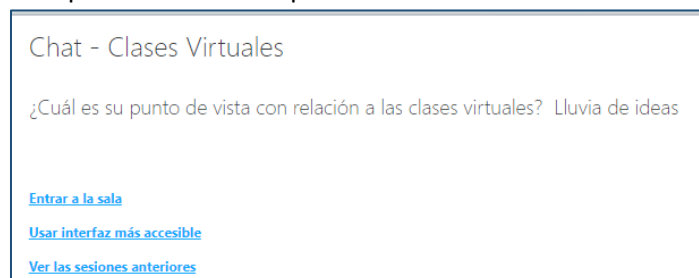 Chat - Clases Virtuales
¿Cuál es su punto de vista con relación a las clases virtuales? Lluvia de ideas
Entrar a la sala
Usar interfaz más accesible
Ver las sesiones anteriores